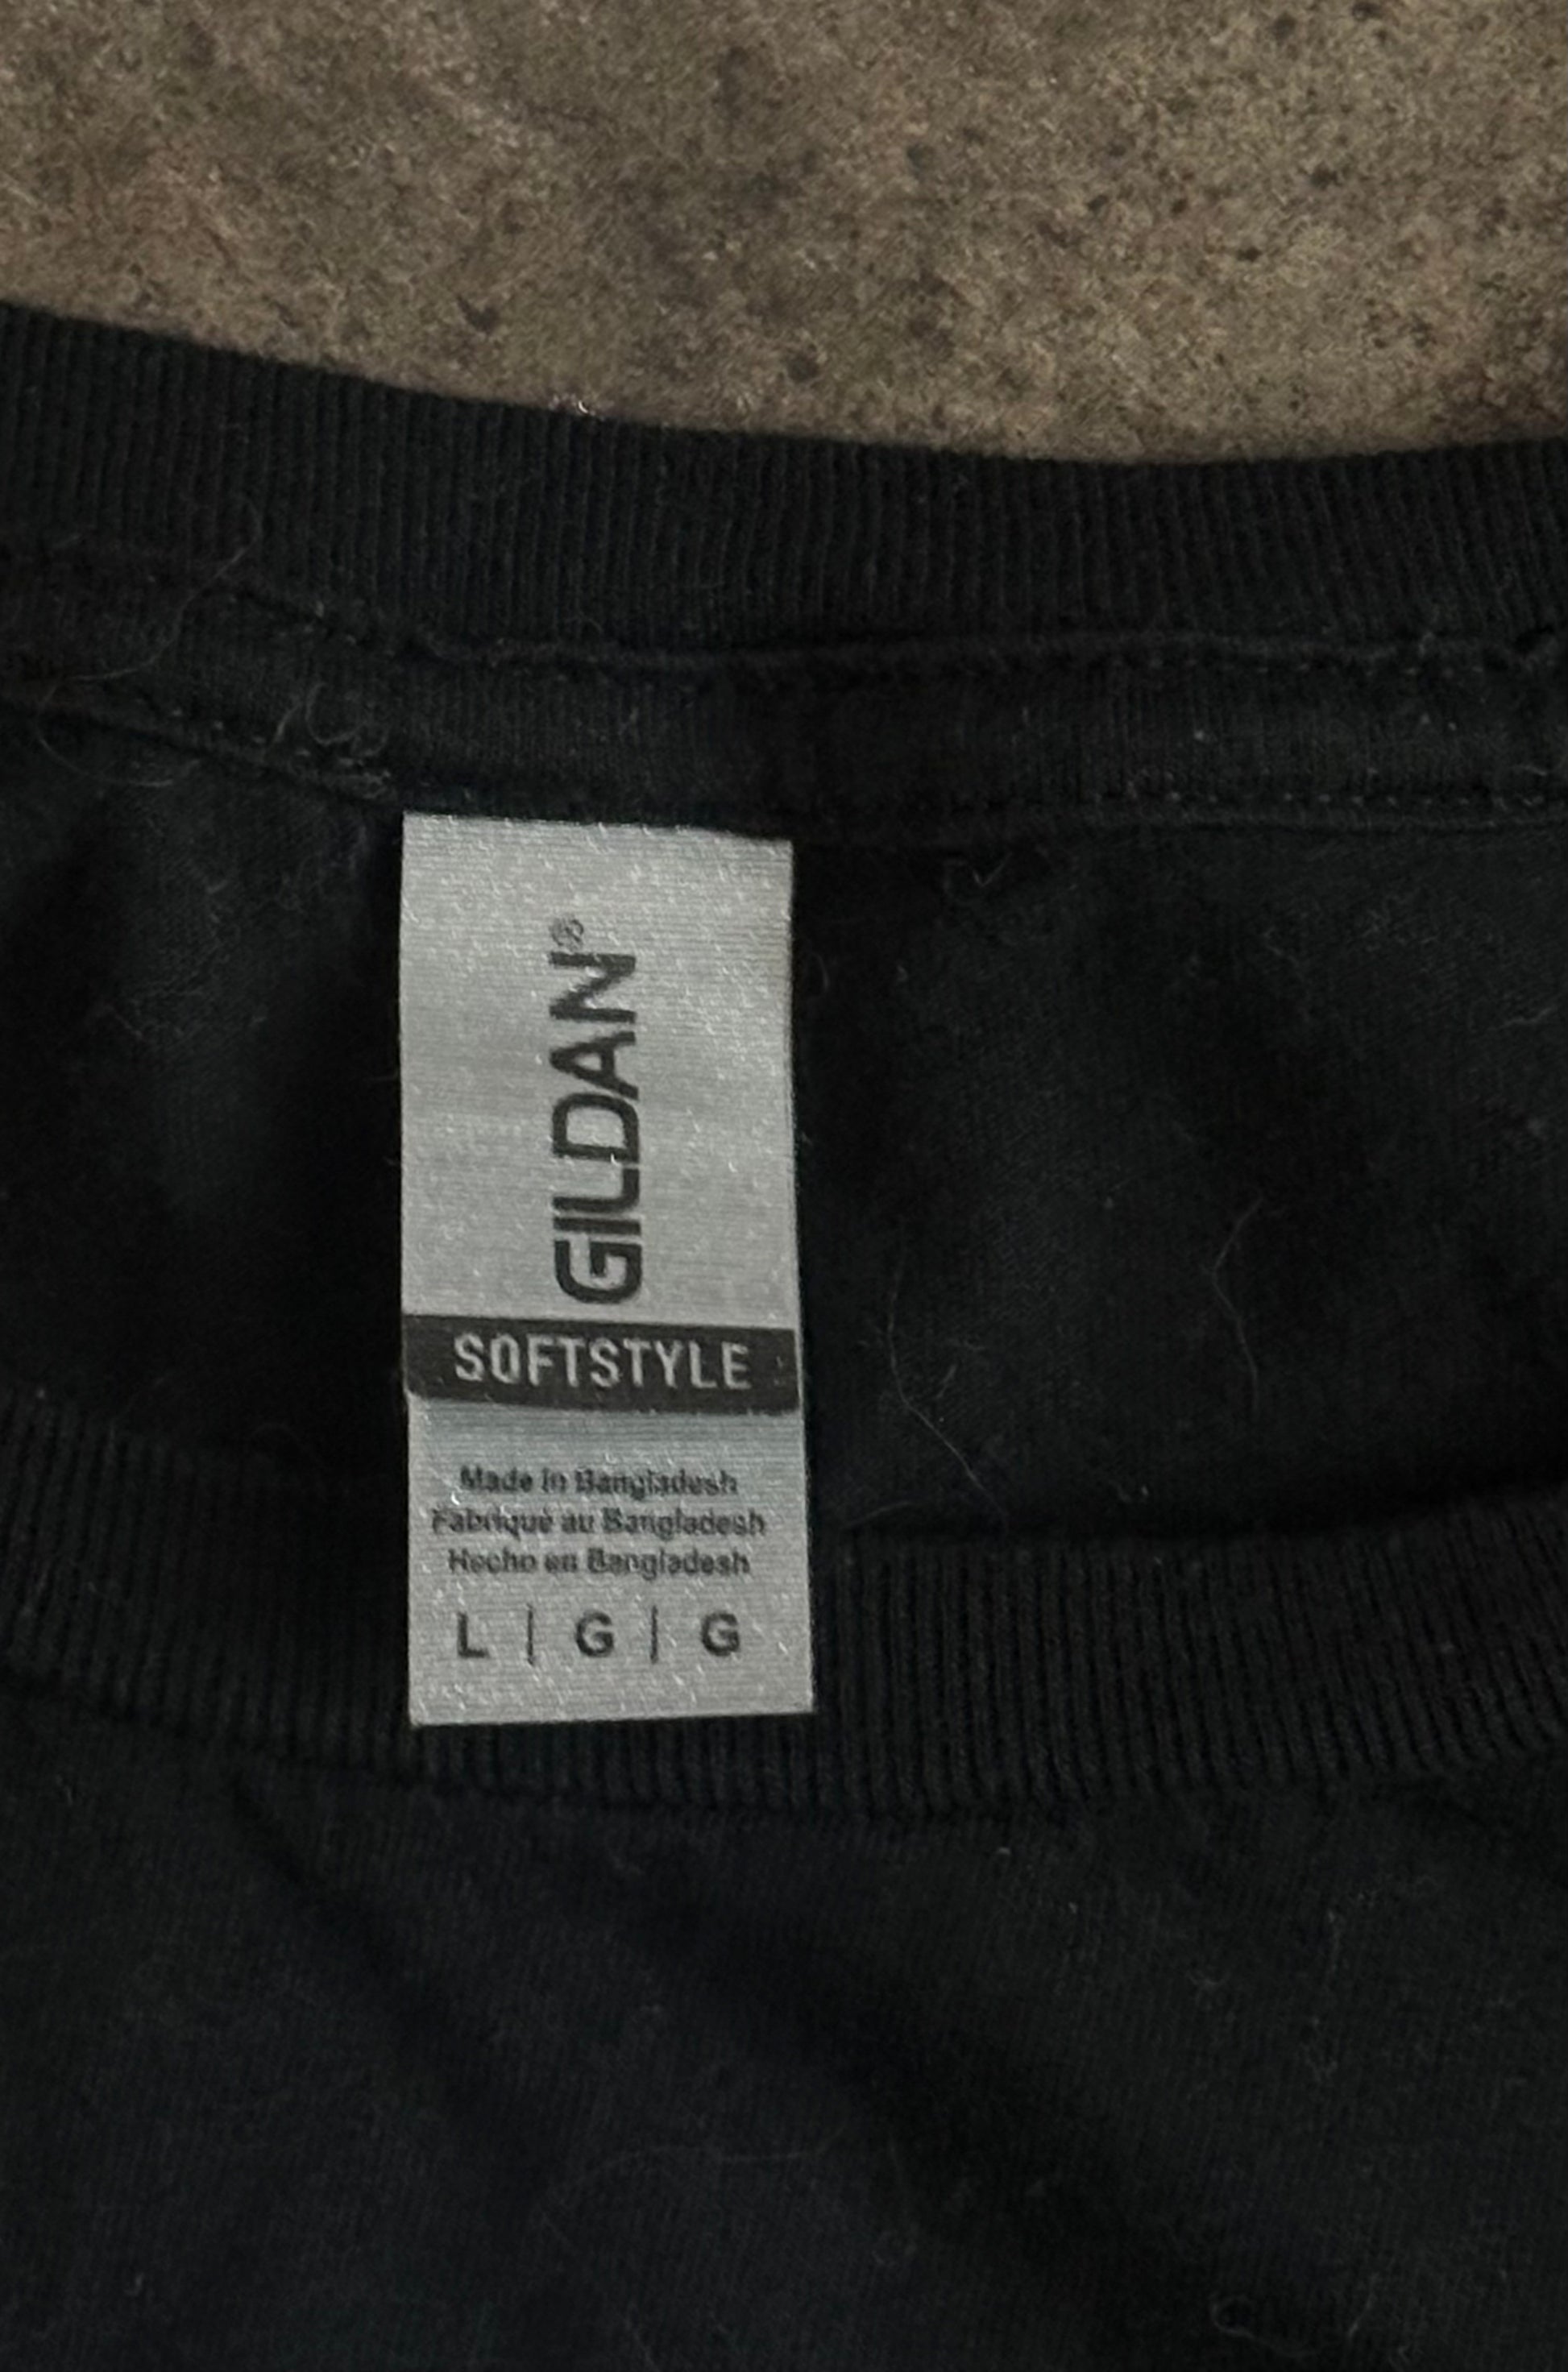 GILDAN®
SOFTSTYLE
Made in Bangladesh
Fabriqué au Bangladesh
Hecho en Bangladesh
L | G | G